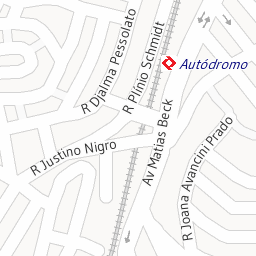 R Djalma Pessolato
R Plínio Schmidt
Autódromo
R Justino Nigro
Av Matias Beck
R Joana Avancini Prado